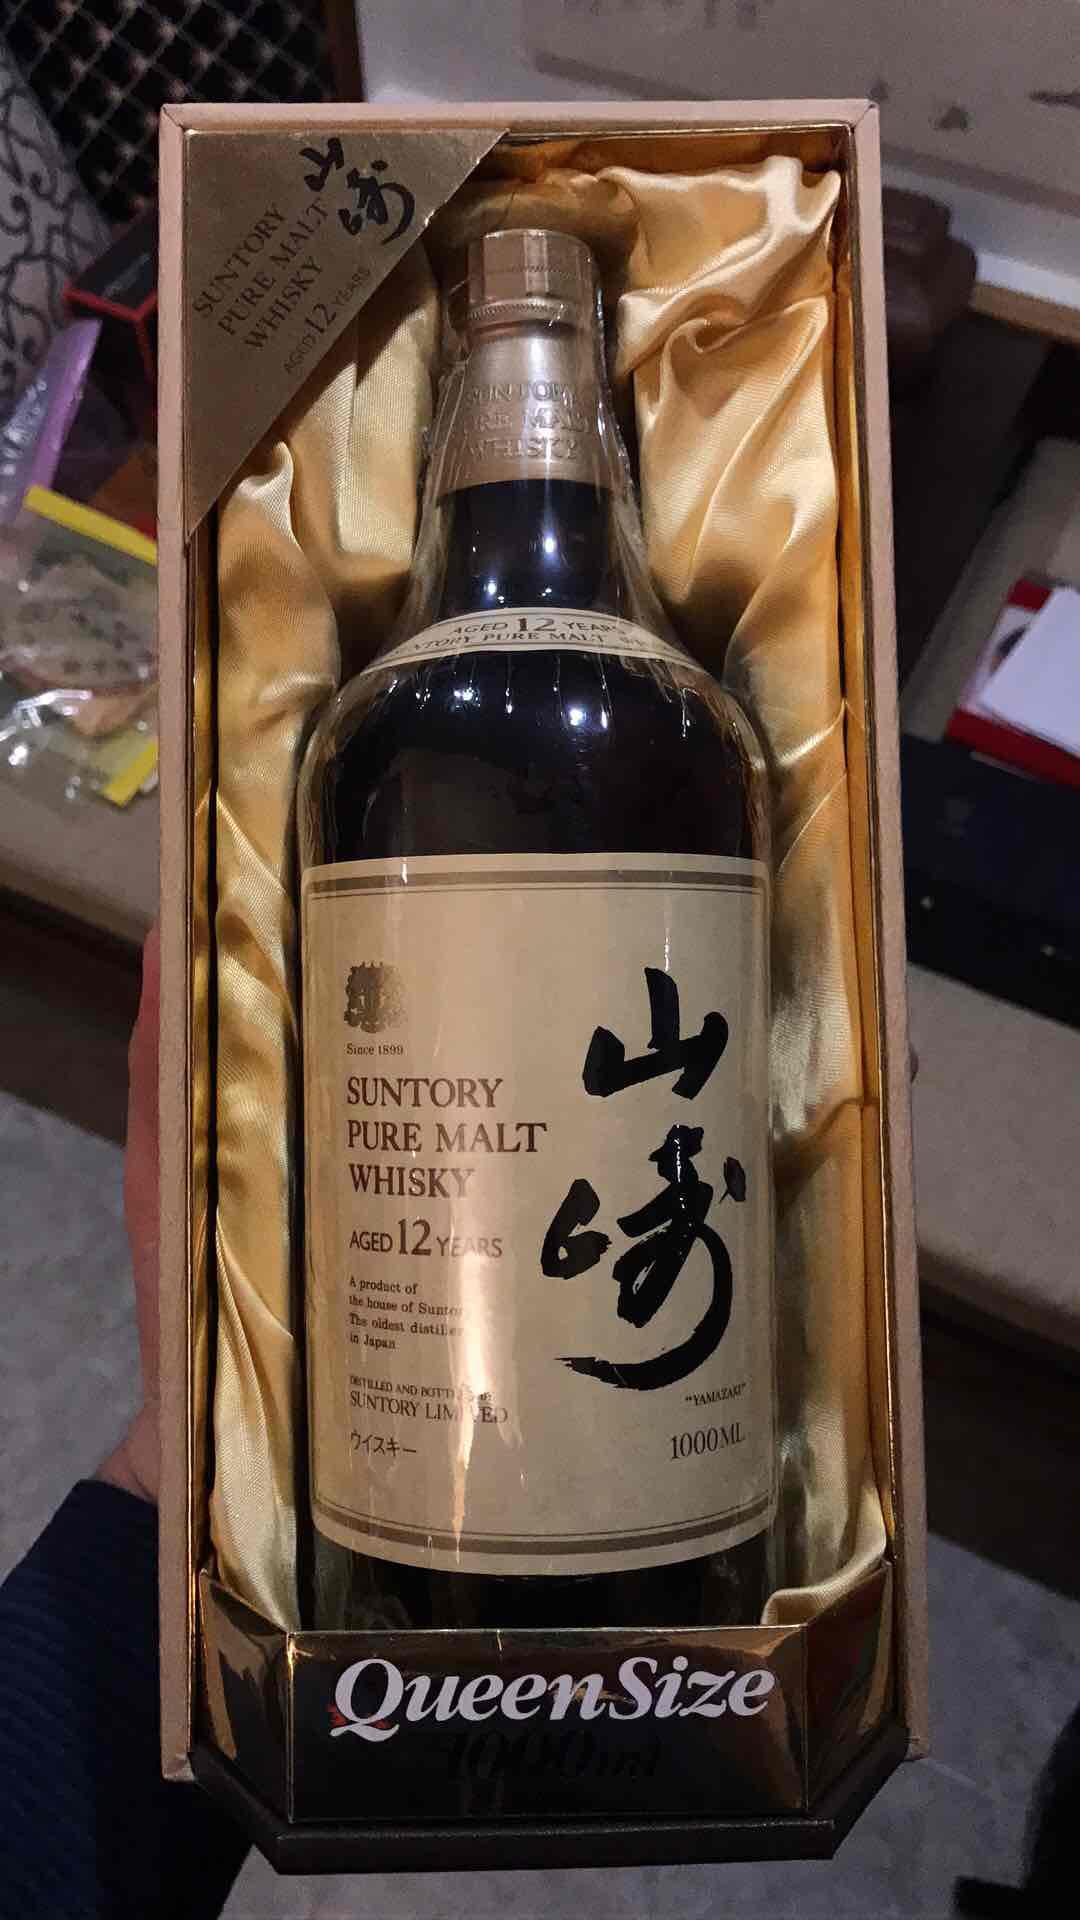 山崎
SUNTORY
PURE MALT
WHISKY
AGED 12 YEARS
SUNTORY
PURE MALT
WHISKY
AGED 12 YEARS
SUNTORY PURE MALT
Since 1899
SUNTORY
PURE MALT
WHISKY
AGED 12 YEARS
A product of
the house of Suntory
The oldest distillery
in Japan
DISTILLED AND BOTTLED BY
SUNTORY LIMITED
ウイスキー
山崎
"YAMAZAKI"
1000ML
QueenSize
1000ml